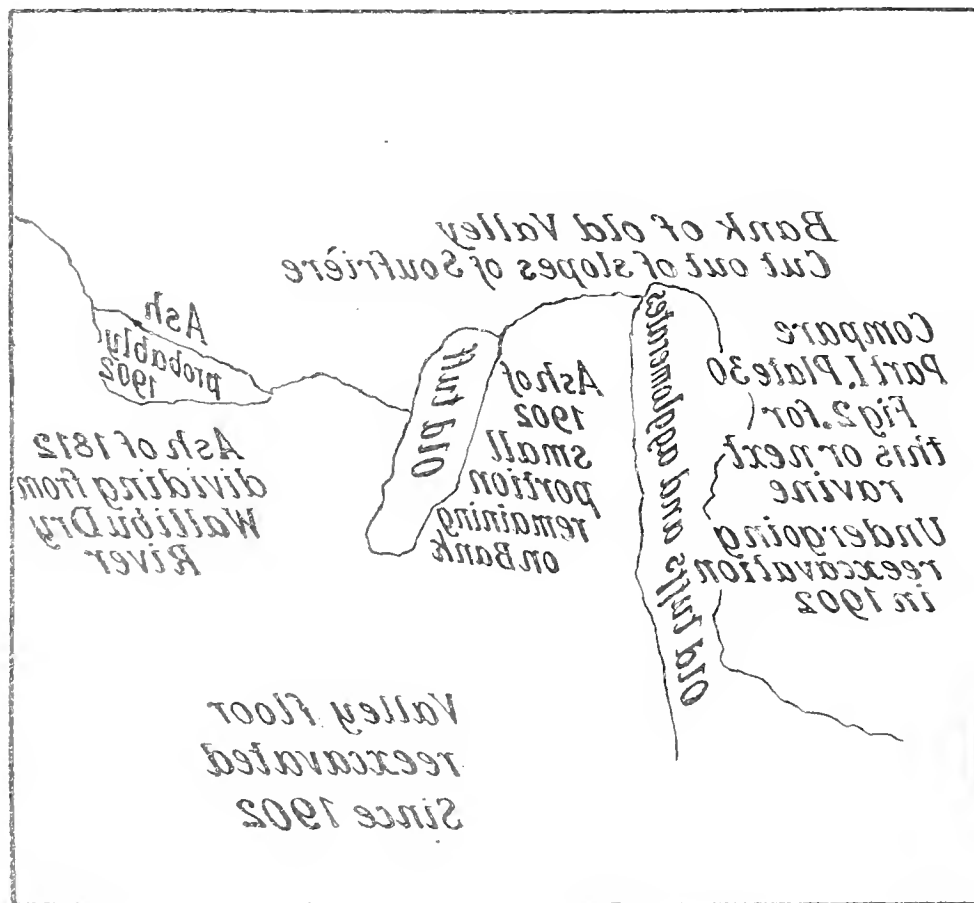 Bank of old Valley
Cut out of slopes of Soufrière
Compare
Part I. Plate 30
Fig 2. for
this or next
ravine
Undergoing
reexcavation
in 1902
Old tuffs and agglomerates
Ash of
1902
small
portion
remaining
on Bank
Old tuff
Ash
probably
1902
Ash of 1812
dividing from
Wallibu Dry
River
Valley floor
reexcavated
Since 1902